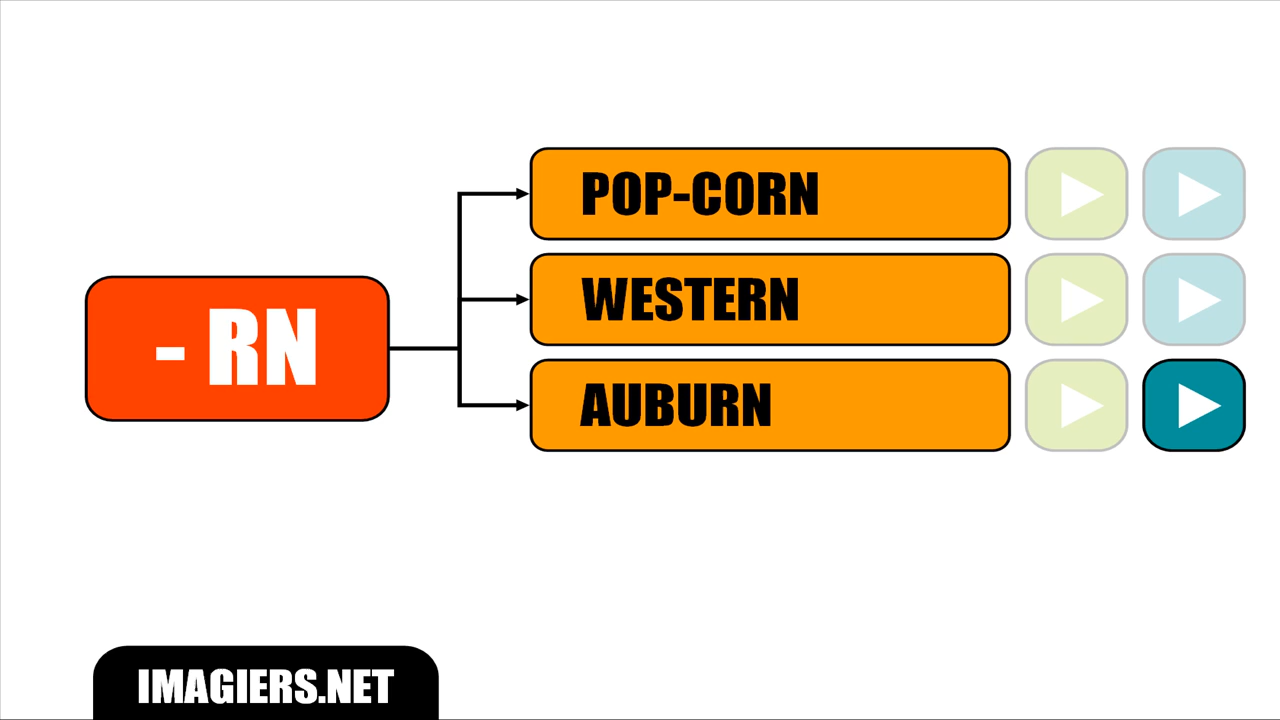 - RN
POP-CORN
WESTERN
AUBURN
IMAGIERS.NET